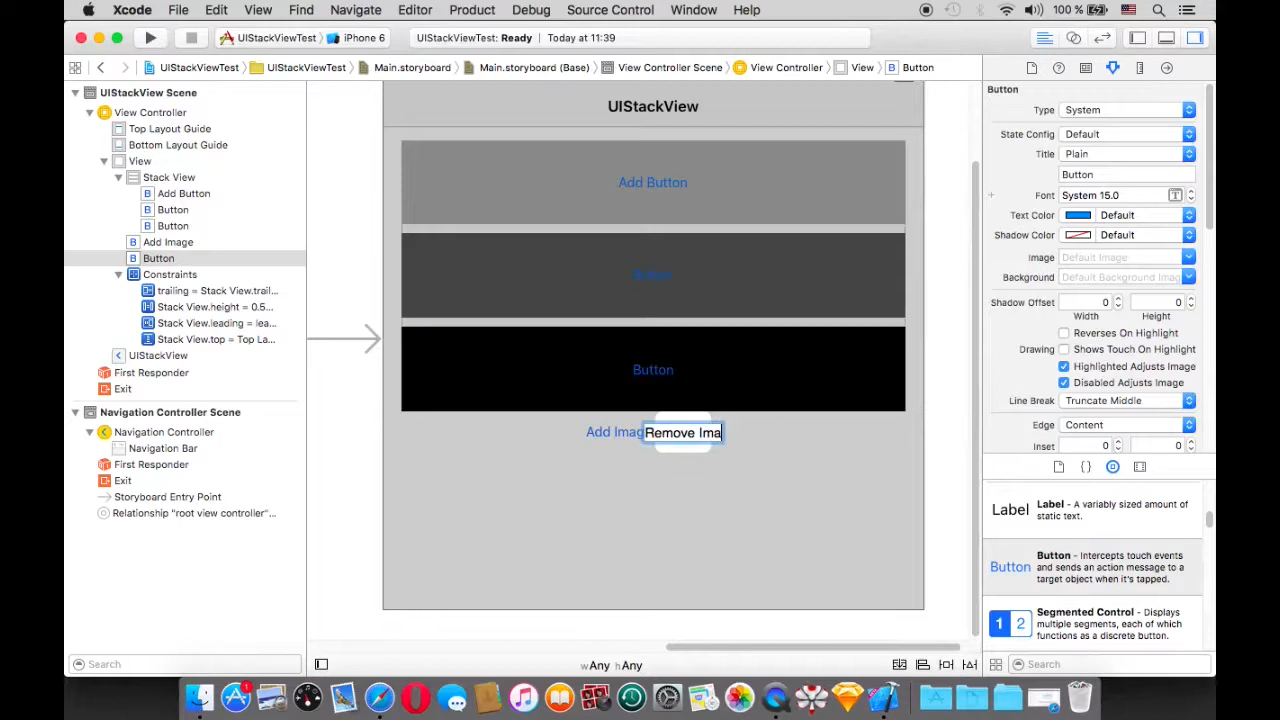 Xcode File Edit View Find Navigate Editor Product Debug Source Control Window Help 100 %
UIStackViewTest iPhone 6 UIStackViewTest: Ready Today at 11:39
UIStackViewTest UIStackViewTest Main.storyboard Main.storyboard (Base) View Controller Scene View Controller View B Button
UIStackView Scene
View Controller
Top Layout Guide
Bottom Layout Guide
View
Stack View
B Add Button
B Button
B Button
B Add Image
B Button
Constraints
trailing = Stack View.trail...
Stack View.height = 0.5...
Stack View.leading = lea...
Stack View.top = Top La...
UIStackView
First Responder
Exit
Navigation Controller Scene
Navigation Controller
Navigation Bar
First Responder
Exit
Storyboard Entry Point
Relationship "root view controller"...
Search
UIStackView
Add Button
Button
Button
Add Imag
Remove Ima
wAny hAny
Button
Type System
State Config Default
Title Plain
Button
+ Font System 15.0 T
Text Color Default
Shadow Color Default
Image Default Image
Background Default Background Imag
Shadow Offset 0 0
Width Height
Reverses On Highlight
Drawing Shows Touch On Highlight
Highlighted Adjusts Image
Disabled Adjusts Image
Line Break Truncate Middle
Edge Content
Inset 0 0
{ }
Label Label - A variably sized amount of
static text.
Button Button - Intercepts touch events
and sends an action message to a
target object when it's tapped.
1 2 Segmented Control - Displays
multiple segments, each of which
functions as a discrete button.
Search
1